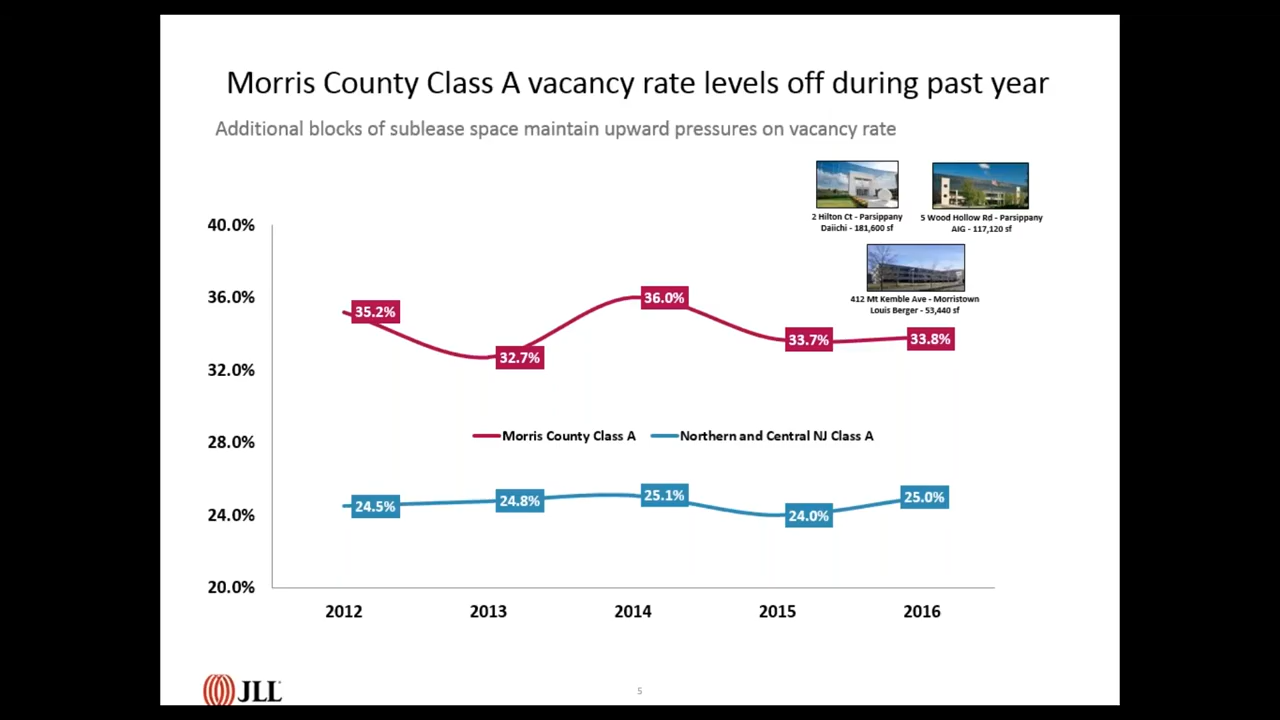 Morris County Class A vacancy rate levels off during past year
Additional blocks of sublease space maintain upward pressures on vacancy rate
2 Hilton Ct - Parsippany
Daiichi - 181,600 sf
5 Wood Hollow Rd - Parsippany
AIG - 117,120 sf
412 Mt Kemble Ave - Morristown
Louis Berger - 53,440 sf
40.0%
36.0%
32.0%
28.0%
24.0%
20.0%
35.2%
32.7%
36.0%
33.7%
33.8%
Morris County Class A
Northern and Central NJ Class A
24.5%
24.8%
25.1%
24.0%
25.0%
2012
2013
2014
2015
2016
JLL
5